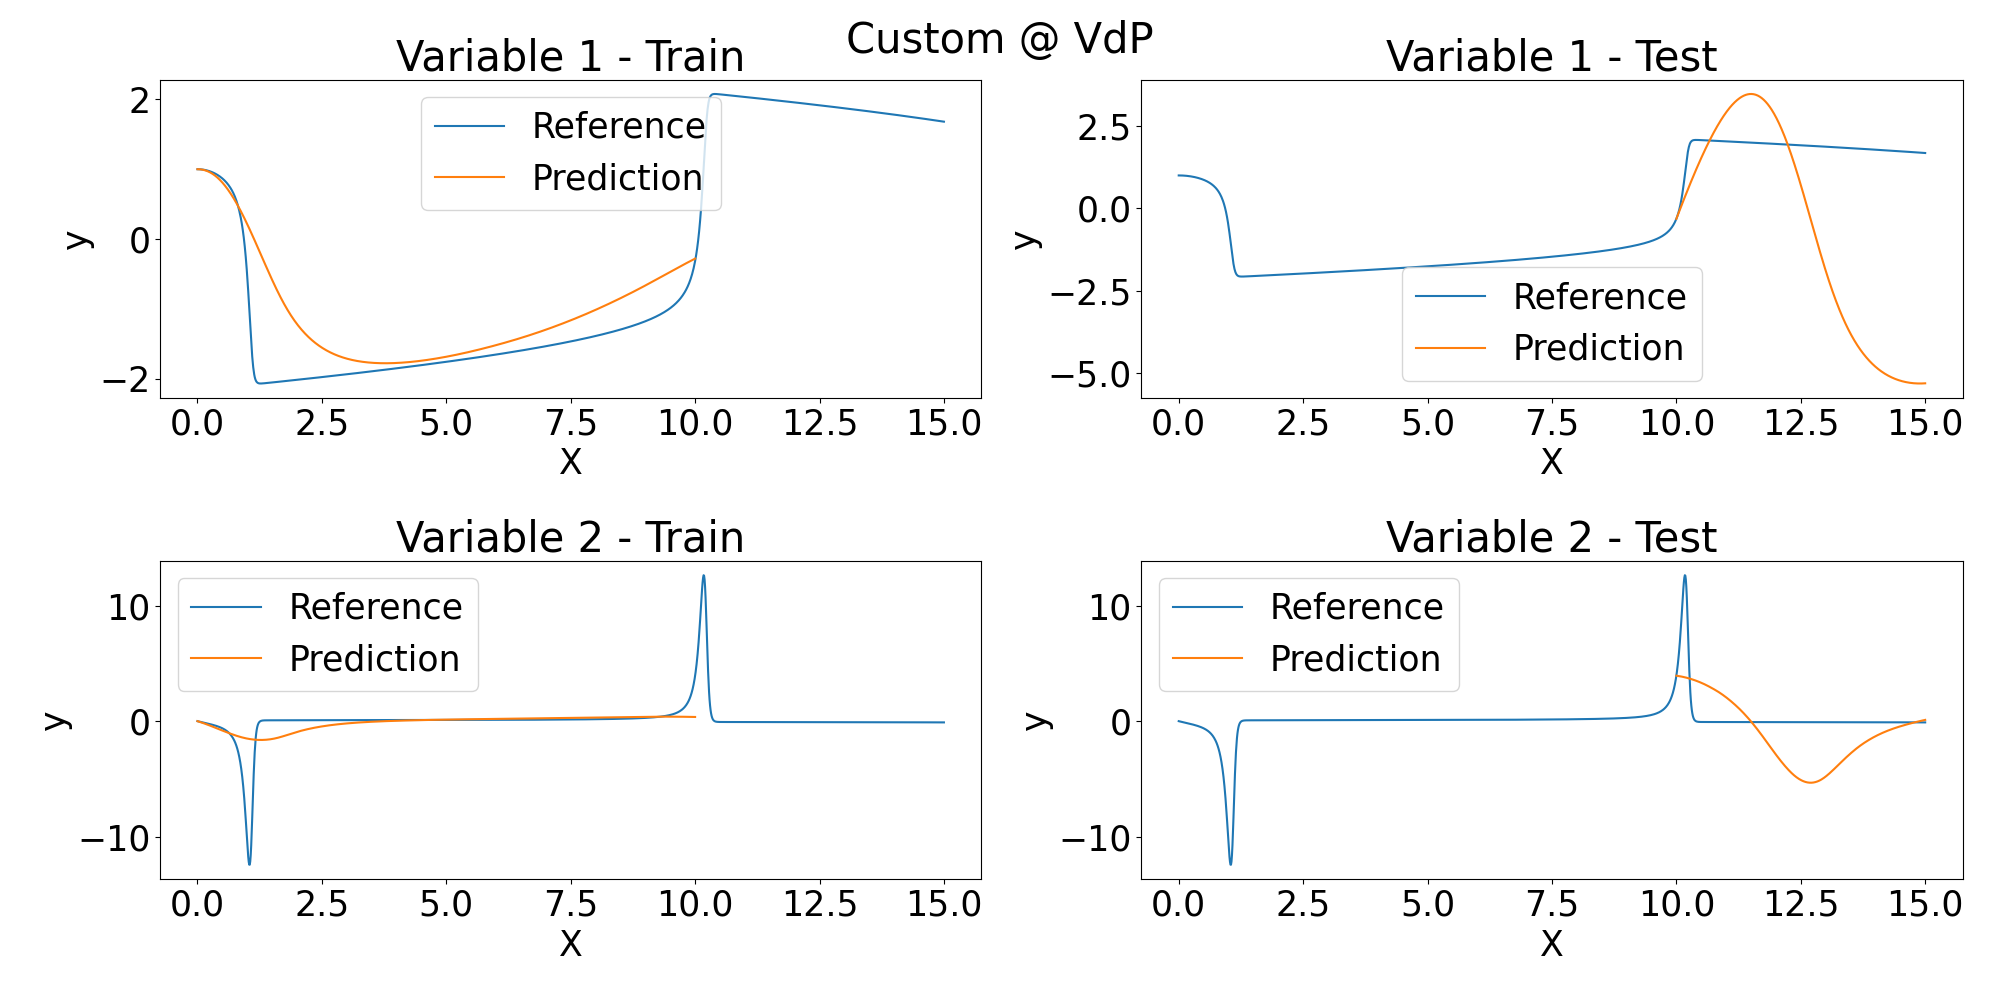 Custom @ VdP
Variable 1 - Train
2
0
−2
y
Reference
Prediction
0.0 2.5 5.0 7.5 10.0 12.5 15.0
X
Variable 1 - Test
2.5
0.0
−2.5
−5.0
y
Reference
Prediction
0.0 2.5 5.0 7.5 10.0 12.5 15.0
X
Variable 2 - Train
10
0
−10
y
Reference
Prediction
0.0 2.5 5.0 7.5 10.0 12.5 15.0
X
Variable 2 - Test
10
0
−10
y
Reference
Prediction
0.0 2.5 5.0 7.5 10.0 12.5 15.0
X